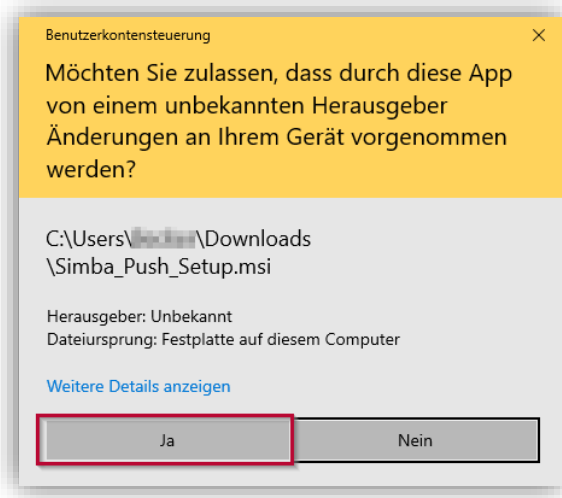 Benutzerkontensteuerung
Möchten Sie zulassen, dass durch diese App
von einem unbekannten Herausgeber
Änderungen an Ihrem Gerät vorgenommen
werden?
C:\Users\ \Downloads
\Simba_Push_Setup.msi
Herausgeber: Unbekannt
Dateiursprung: Festplatte auf diesem Computer
Weitere Details anzeigen
Ja
Nein